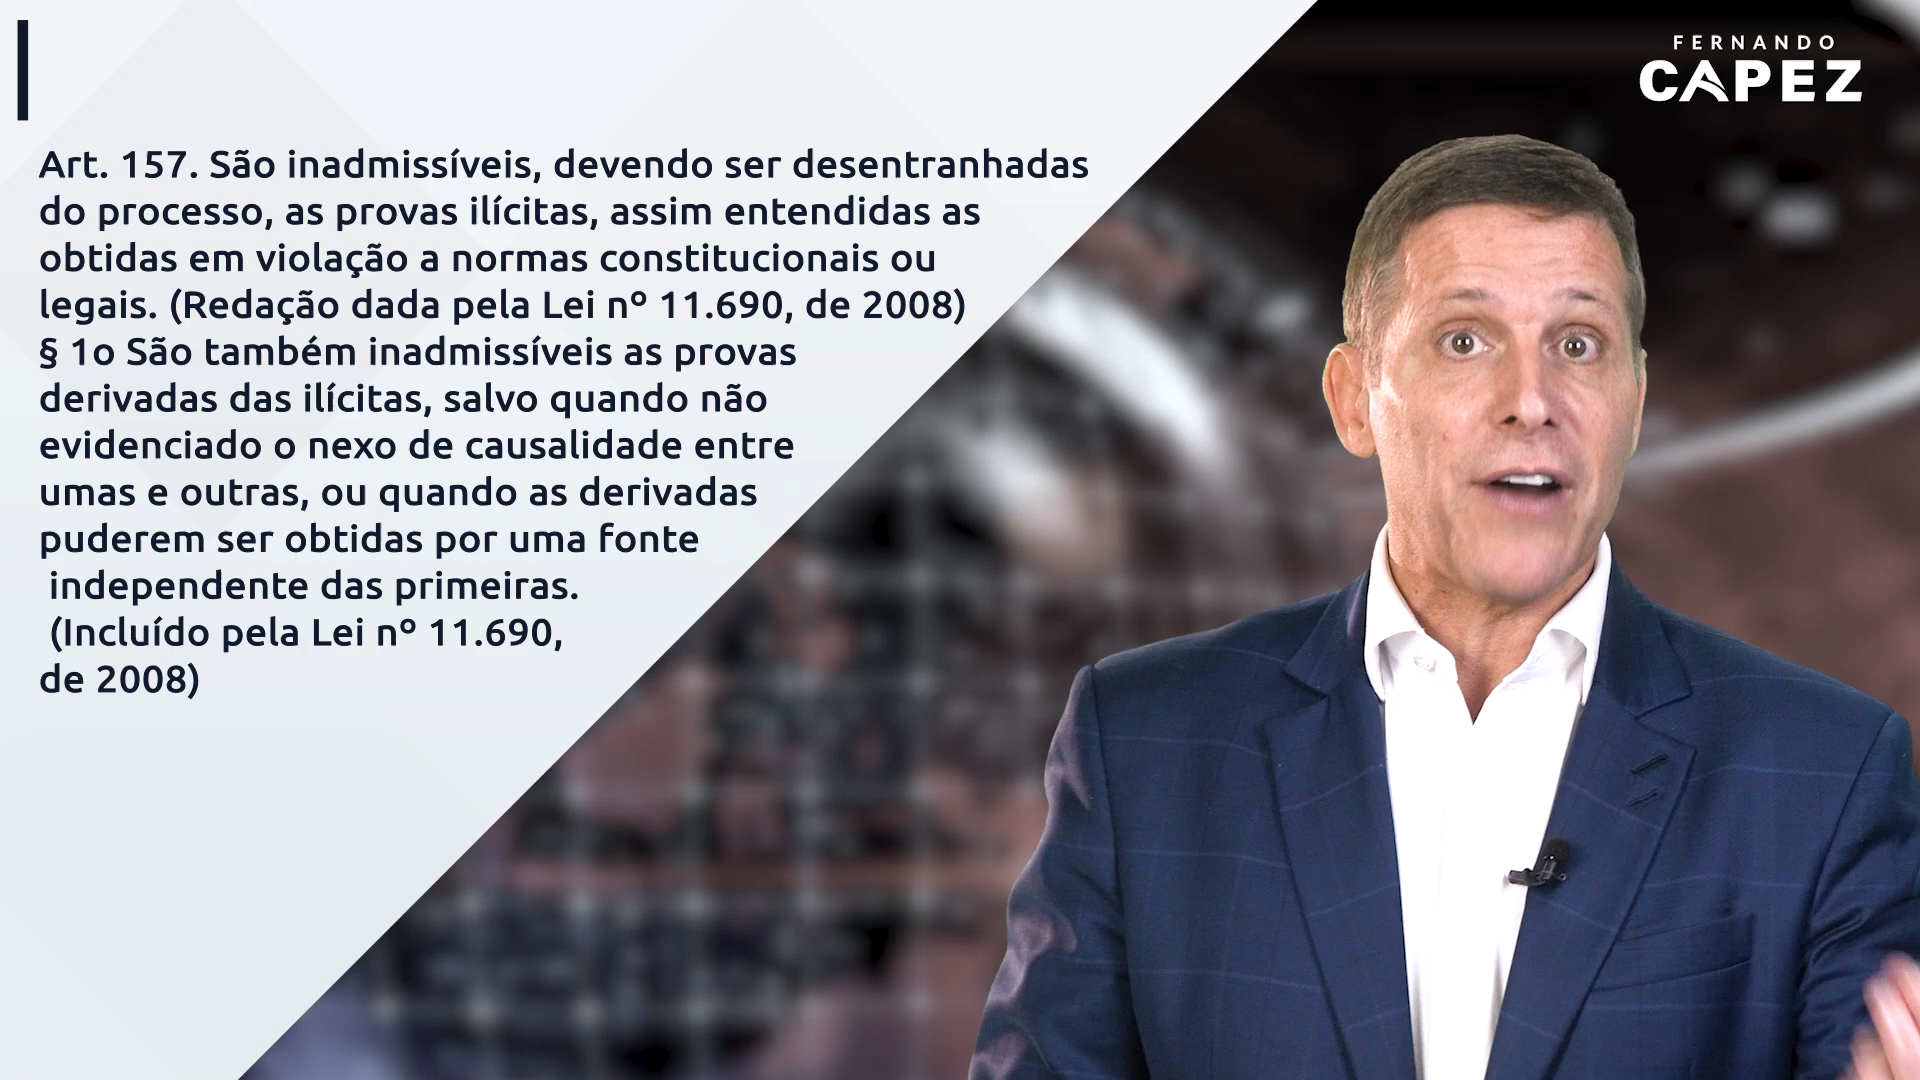 FERNANDO
CAPEZ
Art. 157. São inadmissíveis, devendo ser desentranhadas
do processo, as provas ilícitas, assim entendidas as
obtidas em violação a normas constitucionais ou
legais. (Redação dada pela Lei nº 11.690, de 2008)
§ 1o São também inadmissíveis as provas
derivadas das ilícitas, salvo quando não
evidenciado o nexo de causalidade entre
umas e outras, ou quando as derivadas
puderem ser obtidas por uma fonte
independente das primeiras.
(Incluído pela Lei nº 11.690,
de 2008)